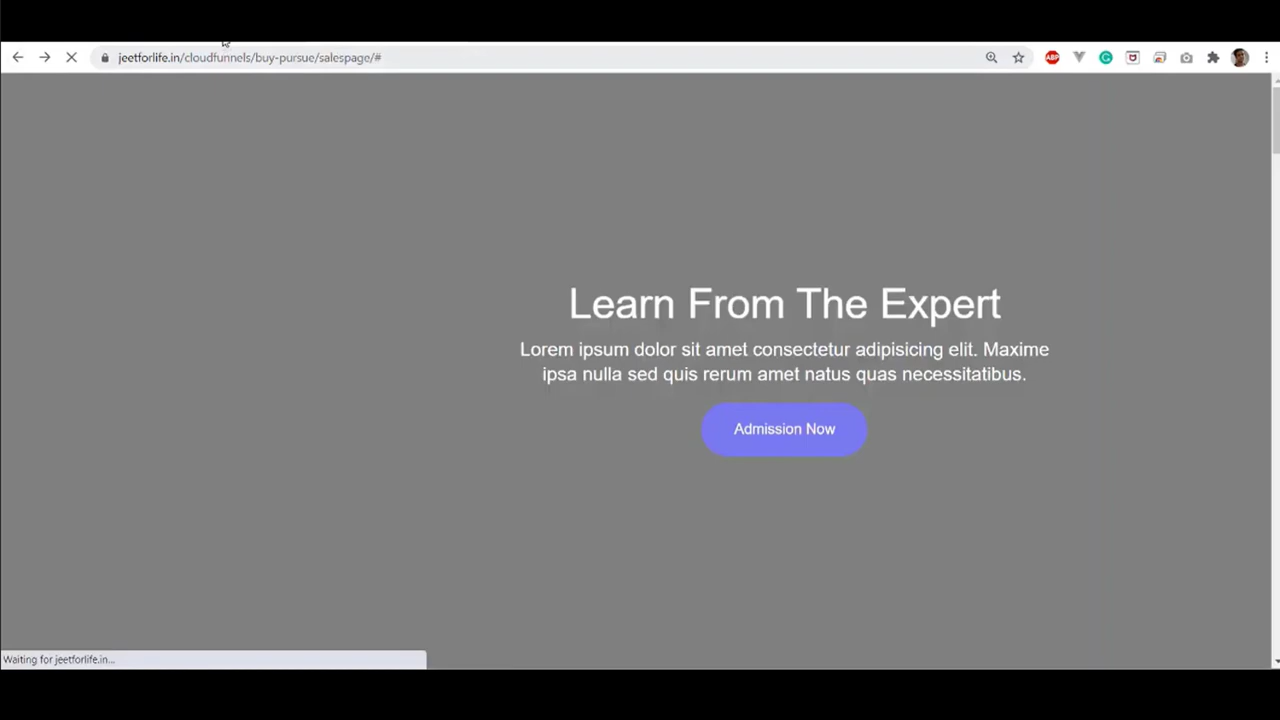 jeetforlife.in/cloudfunnels/buy-pursue/salespage/#
ABP
Learn From The Expert
Lorem ipsum dolor sit amet consectetur adipisicing elit. Maxime
ipsa nulla sed quis rerum amet natus quas necessitatibus.
Admission Now
Waiting for jeetforlife.in...